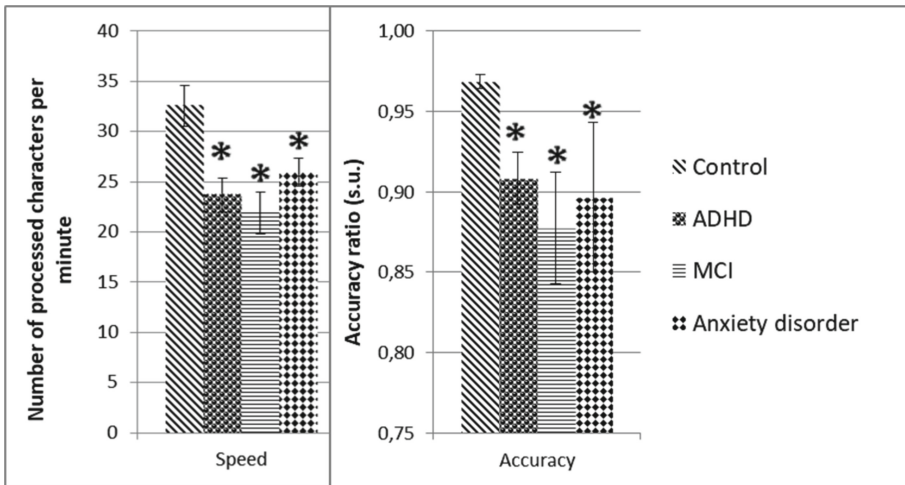 Number of processed characters per
minute
40
35
30
25
20
15
10
5
0
*
*
*
Speed
Accuracy ratio (s.u.)
1,00
0,95
0,90
0,85
0,80
0,75
*
*
*
Accuracy
Control
ADHD
MCI
Anxiety disorder